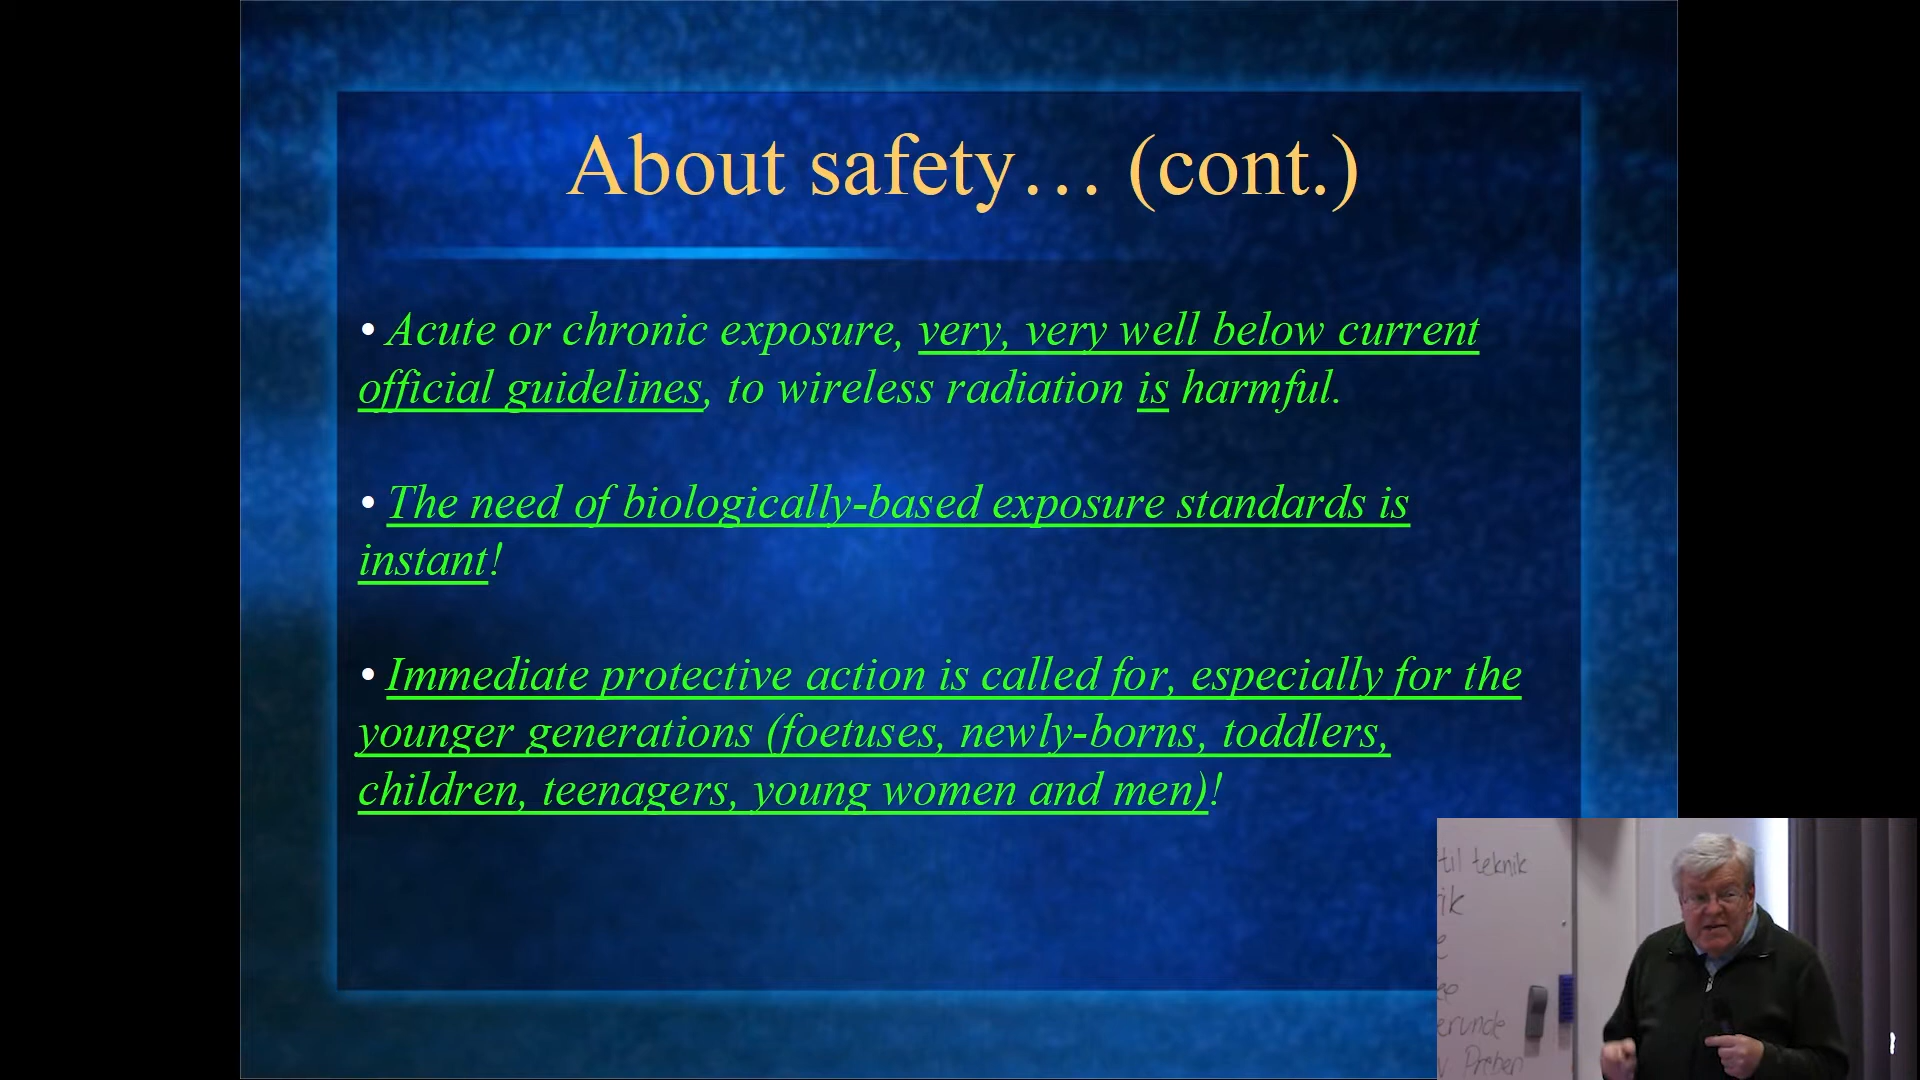 About safety… (cont.)
• Acute or chronic exposure, very, very well below current
official guidelines, to wireless radiation is harmful.
• The need of biologically-based exposure standards is
instant!
• Immediate protective action is called for, especially for the
younger generations (foetuses, newly-borns, toddlers,
children, teenagers, young women and men)!
til teknik
Preben